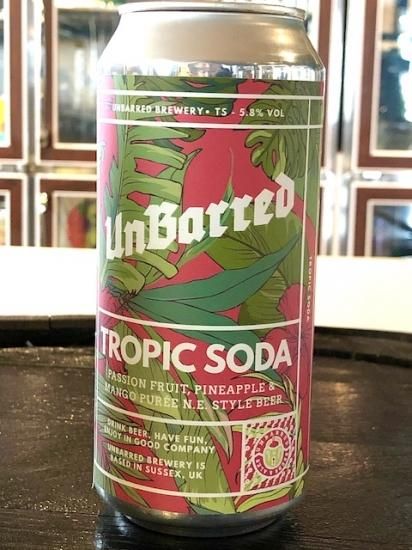 UNBARRED BREWERY • TS - 5.8% VOL
UnBarred
TROPIC SODA
PASSION FRUIT, PINEAPPLE &
MANGO PURÉE N.E. STYLE BEER
DRINK BEER, HAVE FUN,
ENJOY IN GOOD COMPANY
UNBARRED BREWERY IS
BASED IN SUSSEX, UK
TROPIC SODA